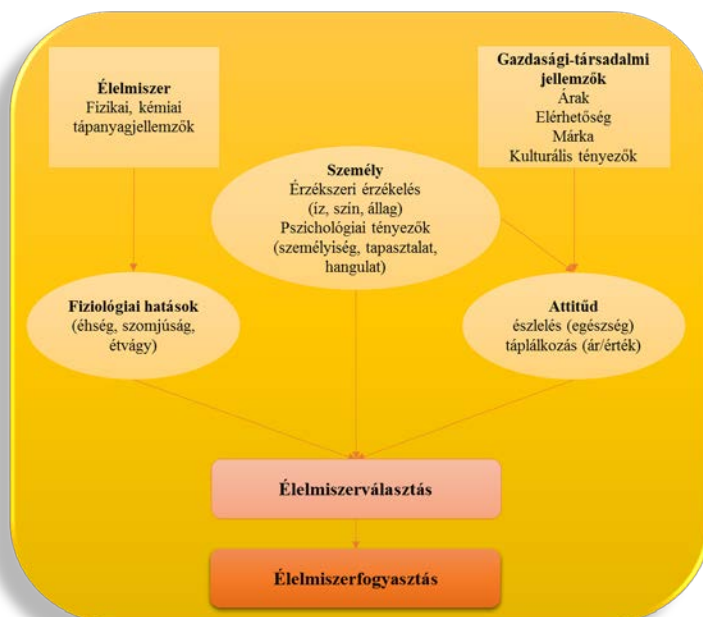 Élelmiszer
Fizikai, kémiai
tápanyagjellemzők
Gazdasági-társadalmi
jellemzők
Árak
Elérhetőség
Márka
Kulturális tényezők
Személy
Érzékszeri érzékelés
(íz, szín, állag)
Pszichológiai tényezők
(személyiség, tapasztalat,
hangulat)
Fiziológiai hatások
(éhség, szomjúság,
étvágy)
Attitűd
észlelés (egészség)
táplálkozás (ár/érték)
Élelmiszerválasztás
Élelmiszerfogyasztás